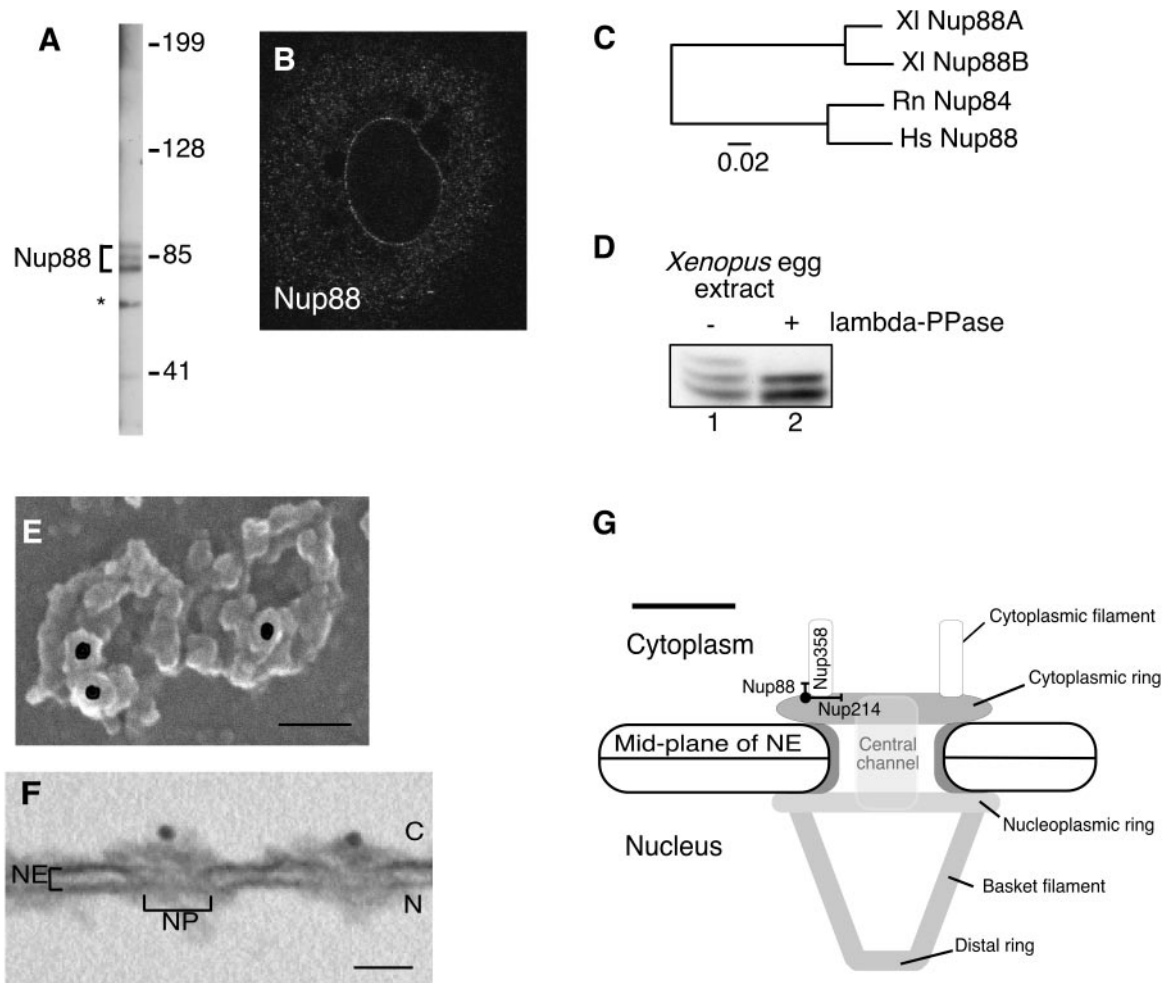 A
-199
-128
Nup88
-85
*
-41
B
Nup88
C
Xl Nup88A
Xl Nup88B
Rn Nup84
Hs Nup88
0.02
D
Xenopus egg
extract
- + lambda-PPase
1 2
E
F
C
NE
N
NP
G
Cytoplasm
Nup358
Cytoplasmic filament
Nup88
Cytoplasmic ring
Nup214
Mid-plane of NE
Central
channel
Nucleoplasmic ring
Nucleus
Basket filament
Distal ring